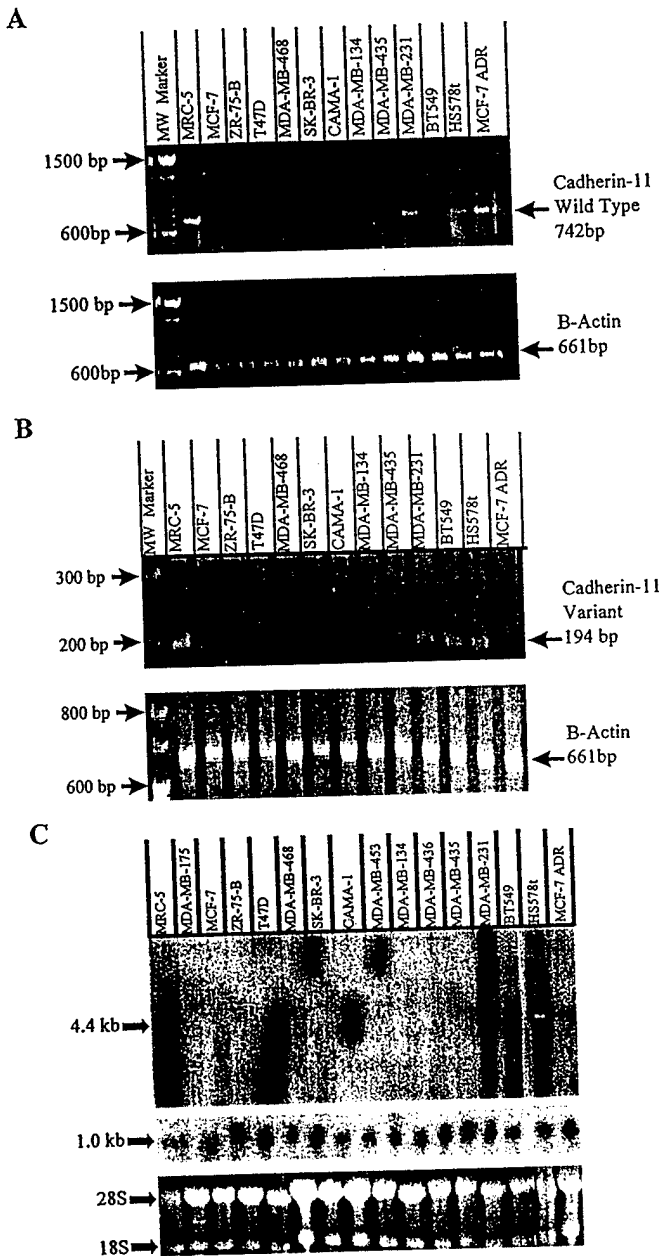 A
MW Marker
MRC-5
MCF-7
ZR-75-B
T47D
MDA-MB-468
SK-BR-3
CAMA-1
MDA-MB-134
MDA-MB-435
MDA-MB-231
BT549
HS578t
MCF-7 ADR
1500 bp
600bp
Cadherin-11
Wild Type
742bp
1500 bp
600bp
B-Actin
661bp
B
MW Marker
MRC-5
MCF-7
ZR-75-B
T47D
MDA-MB-468
SK-BR-3
CAMA-1
MDA-MB-134
MDA-MB-435
MDA-MB-231
BT549
HS578t
MCF-7 ADR
300 bp
200 bp
Cadherin-11
Variant
194 bp
800 bp
600 bp
B-Actin
661bp
C
MRC-5
MDA-MB-175
MCF-7
ZR-75-B
T47D
MDA-MB-468
SK-BR-3
CAMA-1
MDA-MB-453
MDA-MB-134
MDA-MB-436
MDA-MB-435
MDA-MB-231
BT549
HS578t
MCF-7 ADR
4.4 kb
1.0 kb
28S
18S